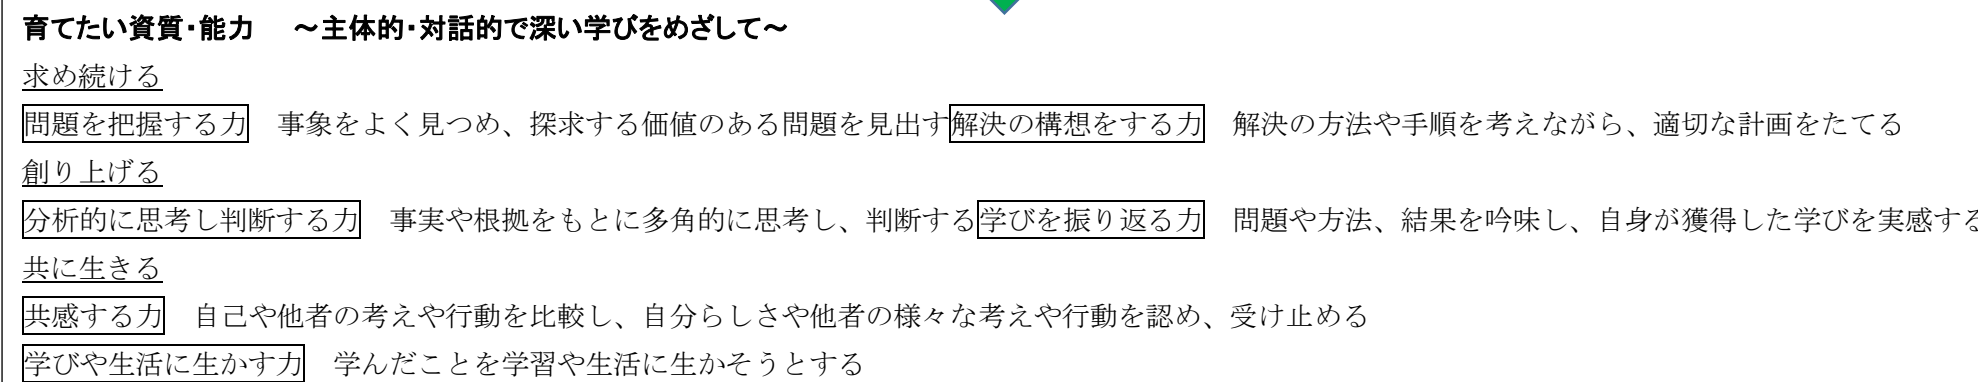 育てたい資質・能力　～主体的・対話的で深い学びをめざして～
求め続ける
問題を把握する力　事象をよく見つめ、探求する価値のある問題を見出す解決の構想をする力　解決の方法や手順を考えながら、適切な計画をたてる
創り上げる
分析的に思考し判断する力　事実や根拠をもとに多角的に思考し、判断する学びを振り返る力　問題や方法、結果を吟味し、自身が獲得した学びを実感する
共に生きる
共感する力　自己や他者の考えや行動を比較し、自分らしさや他者の様々な考えや行動を認め、受け止める
学びや生活に生かす力　学んだことを学習や生活に生かそうとする